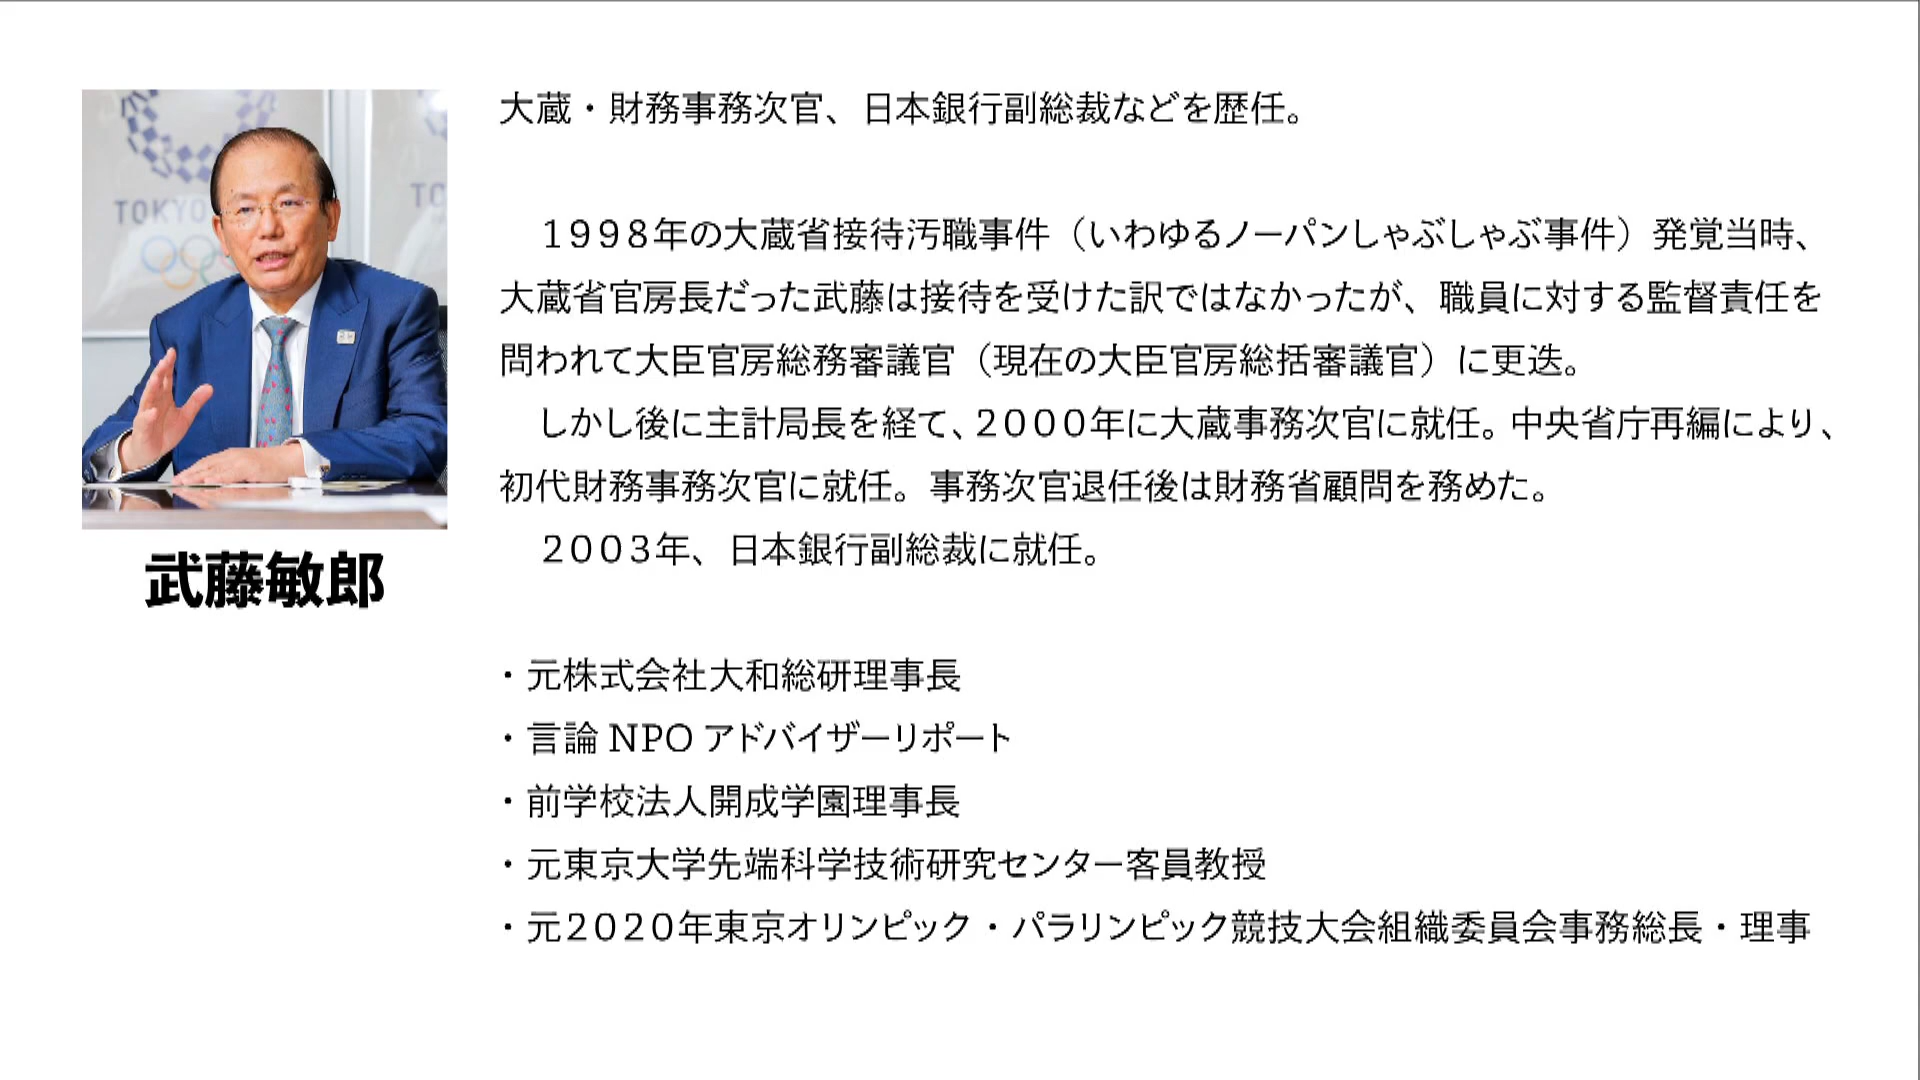 大蔵・財務事務次官、日本銀行副総裁などを歴任。
１９９８年の大蔵省接待汚職事件（いわゆるノーパンしゃぶしゃぶ事件）発覚当時、
大蔵省官房長だった武藤は接待を受けた訳ではなかったが、職員に対する監督責任を
問われて大臣官房総務審議官（現在の大臣官房総括審議官）に更迭。
しかし後に主計局長を経て、２０００年に大蔵事務次官に就任。中央省庁再編により、
初代財務事務次官に就任。事務次官退任後は財務省顧問を務めた。
２００３年、日本銀行副総裁に就任。
TOKYO
TO
武藤敏郎
・元株式会社大和総研理事長
・言論 NPO アドバイザーリポート
・前学校法人開成学園理事長
・元東京大学先端科学技術研究センター客員教授
・元２０２０年東京オリンピック・パラリンピック競技大会組織委員会事務総長・理事